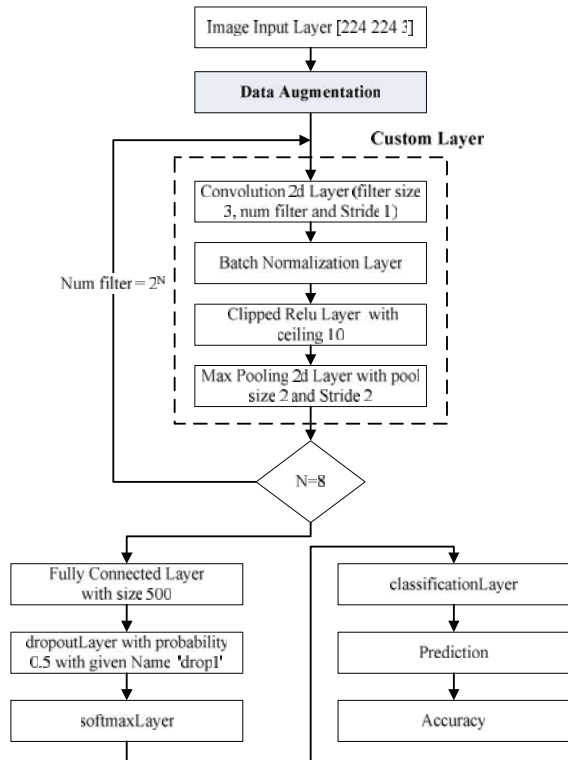 Image Input Layer [224 224 3]
Data Augmentation
Custom Layer
Convolution 2d Layer (filter size
3, num filter and Stride 1)
Batch Normalization Layer
Num filter = 2ᴺ
Clipped Relu Layer with
ceiling 10
Max Pooling 2d Layer with pool
size 2 and Stride 2
N=8
Fully Connected Layer
with size 500
dropoutLayer with probability
0.5 with given Name 'drop1'
softmaxLayer
classificationLayer
Prediction
Accuracy